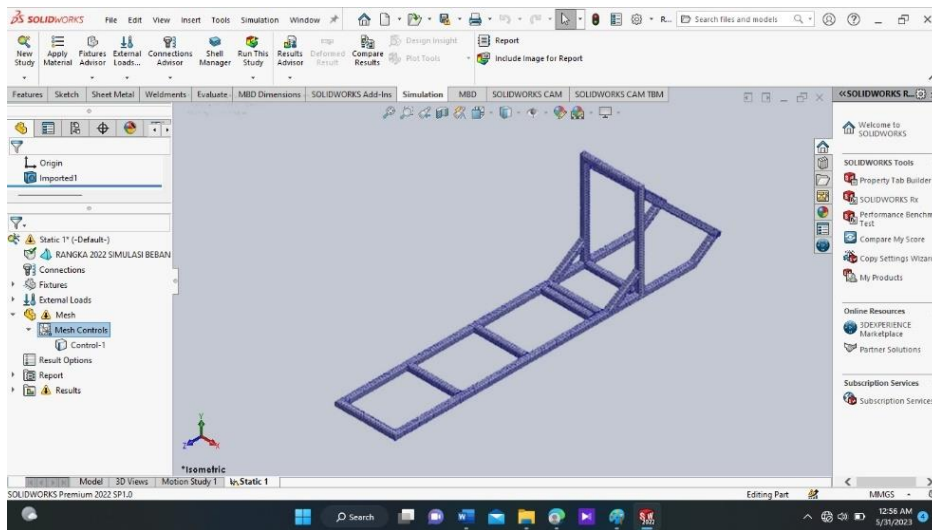 SOLIDWORKS File Edit View Insert Tools Simulation Window R... Search files and models
New Study Apply Material Fixtures Advisor External Loads... Connections Advisor Shell Manager Run This Study Results Advisor Deformed Result Compare Results Design Insight Plot Tools Report Include Image for Report
Features Sketch Sheet Metal Weldments Evaluate MBD Dimensions SOLIDWORKS Add-Ins Simulation MBD SOLIDWORKS CAM SOLIDWORKS CAM TBM
Origin
Imported1
Static 1* (-Default-)
RANGKA 2022 SIMULASI BEBAN
Connections
Fixtures
External Loads
Mesh
Mesh Controls
Control-1
Result Options
Report
Results
Y
Z X
*Isometric
SOLIDWORKS R...
Welcome to SOLIDWORKS
SOLIDWORKS Tools
Property Tab Builder
SOLIDWORKS Rx
Performance Benchm
Test
Compare My Score
Copy Settings Wizar
My Products
Online Resources
3DEXPERIENCE
Marketplace
Partner Solutions
Subscription Services
Subscription Service
Model 3D Views Motion Study 1 Static 1
SOLIDWORKS Premium 2022 SP1.0 Editing Part MMGS
Search
12:56 AM
5/31/2023